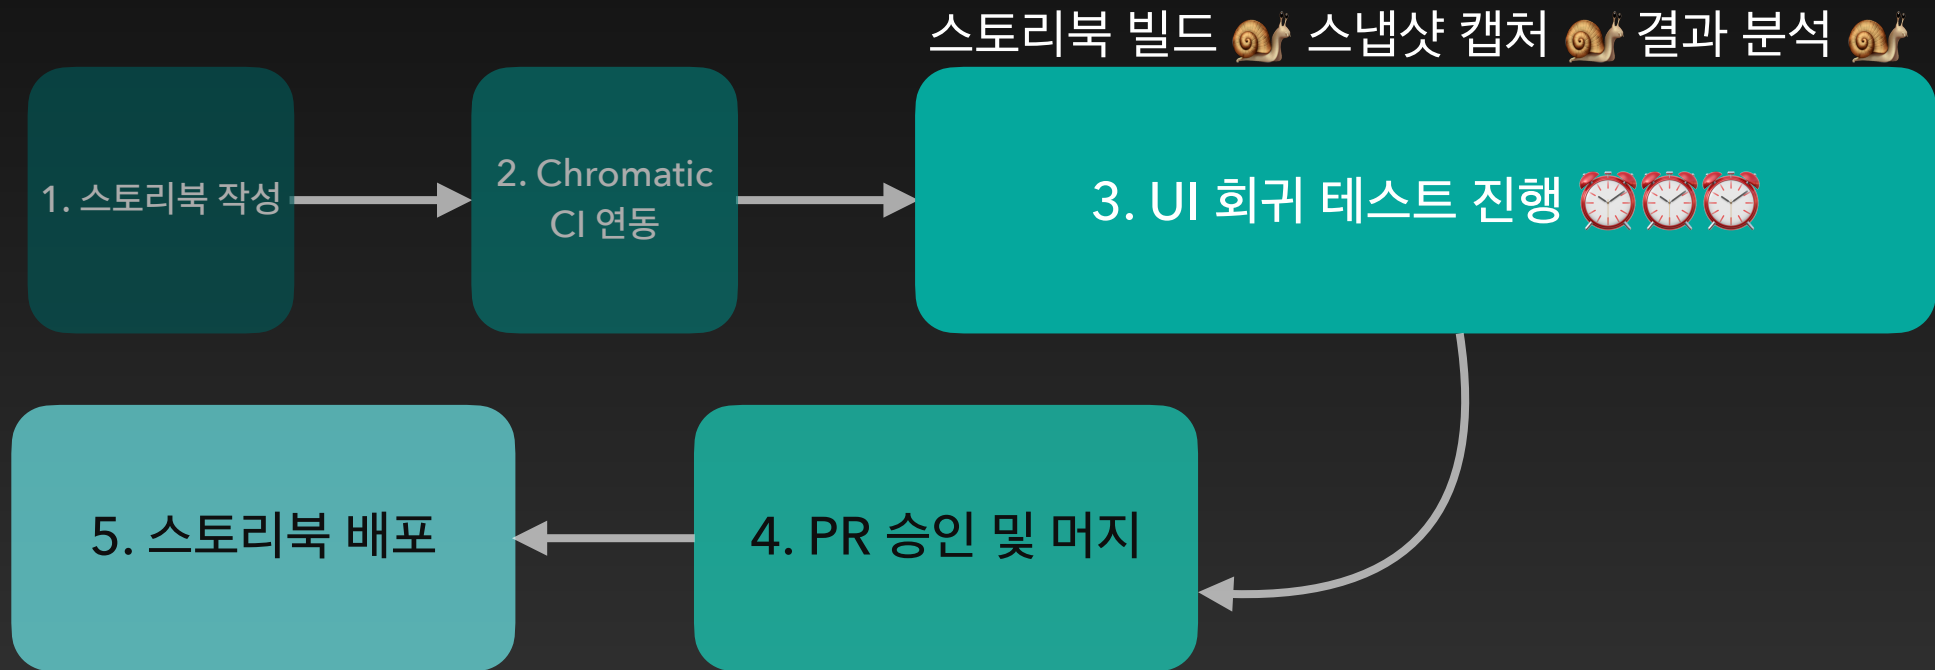 스토리북 빌드 🐌 스냅샷 캡처 🐌 결과 분석 🐌
1. 스토리북 작성
2. Chromatic
CI 연동
3. UI 회귀 테스트 진행 ⏰⏰⏰
4. PR 승인 및 머지
5. 스토리북 배포